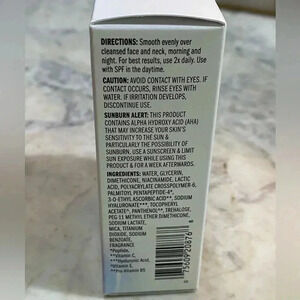 DIRECTIONS: Smooth evenly over
cleansed face and neck, morning and
night. For best results, use 2x daily. Use
with SPF in the daytime.
CAUTION: AVOID CONTACT WITH EYES. IF
CONTACT OCCURS, RINSE EYES WITH
WATER. IF IRRITATION DEVELOPS,
DISCONTINUE USE.
SUNBURN ALERT: THIS PRODUCT
CONTAINS ALPHA HYDROXY ACID (AHA)
THAT MAY INCREASE YOUR SKIN'S
SENSITIVITY TO THE SUN &
PARTICULARLY THE POSSIBILITY OF
SUNBURN. USE A SUNSCREEN & LIMIT
SUN EXPOSURE WHILE USING THIS
PRODUCT & FOR A WEEK AFTERWARDS.
INGREDIENTS: WATER, GLYCERIN,
DIMETHICONE, NIACINAMIDE, LACTIC
ACID, POLYACRYLATE CROSSPOLYMER-6,
PALMITOYL PENTAPEPTIDE-4*,
3-O-ETHYL ASCORBIC ACID**, SODIUM
HYALURONATE***, TOCOPHERYL
ACETATE^, PANTHENOL^^, TREHALOSE,
PEG-11 METHYL ETHER DIMETHICONE,
SODIUM LACTATE,
MICA, TITANIUM
DIOXIDE, SODIUM
BENZOATE,
FRAGRANCE
*Peptide,
**Vitamin C,
***Hyaluronic Acid,
^Vitamin E,
^^Pro-Vitamin B5
75609 20876 8